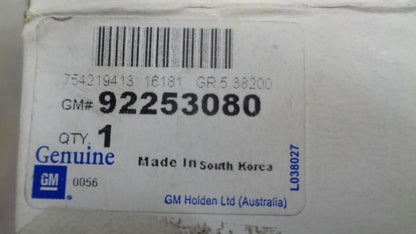 754219413 16181 GR.5.38200
GM# 92253080
QTY. 1
Genuine
Made In South Korea
GM 0056
GM Holden Ltd (Australia)
L038027